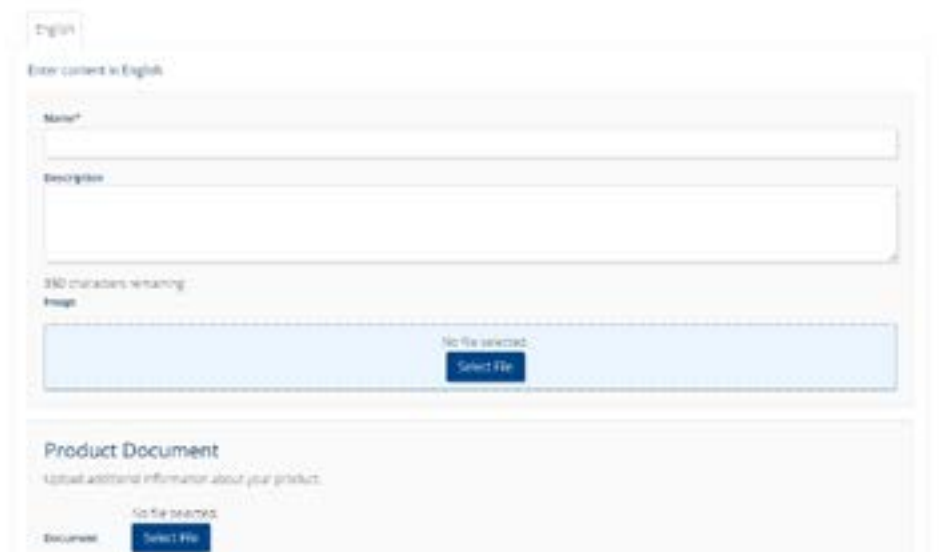 English
Enter content in English
Name*
Description
characters remaining
Image
No file selected.
Select File
Product Document
Upload additional information about your product.
No file selected.
Document
Select File